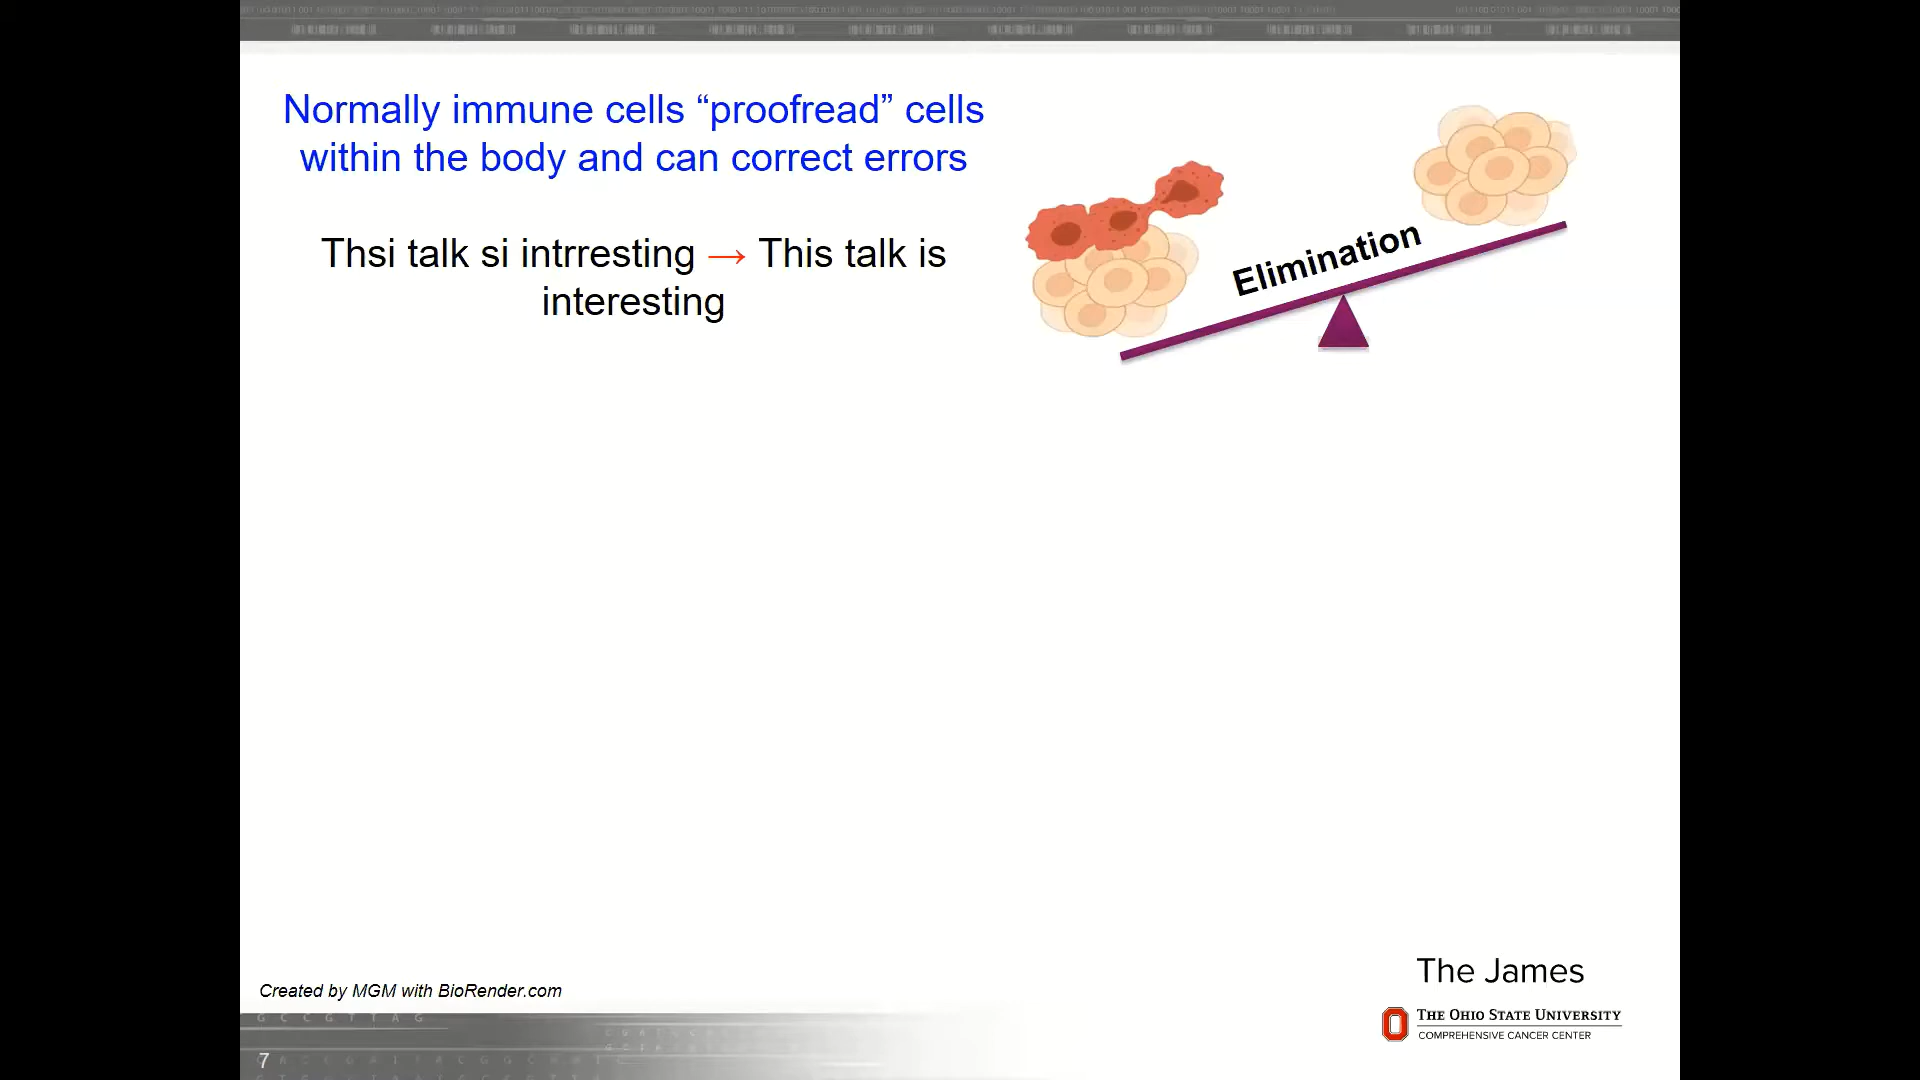 Normally immune cells “proofread” cells
within the body and can correct errors
Thsi talk si intrresting → This talk is
interesting
Elimination
Created by MGM with BioRender.com
The James
THE OHIO STATE UNIVERSITY
COMPREHENSIVE CANCER CENTER
G C C G T T A G
7